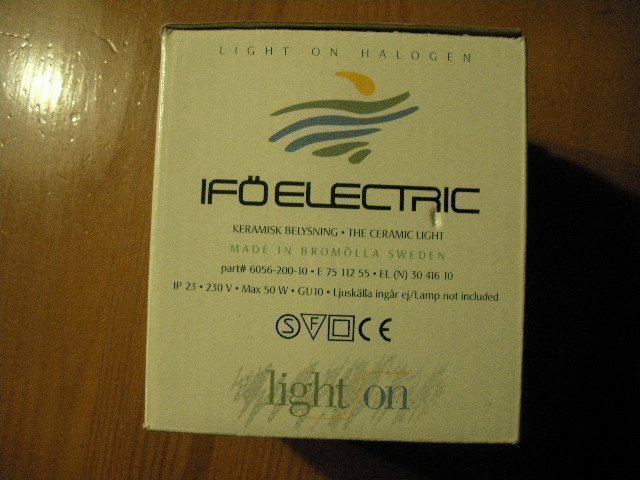 LIGHT ON HALOGEN
IFÖ ELECTRIC
KERAMISK BELYSNING • THE CERAMIC LIGHT
MADE IN BROMÖLLA SWEDEN
part# 6056-200-10 • E 75 112 55 • EL (N) 30 416 10
IP 23 • 230 V • Max 50 W • GU10 • Ljuskälla ingår ej/Lamp not included
S F CE
light on